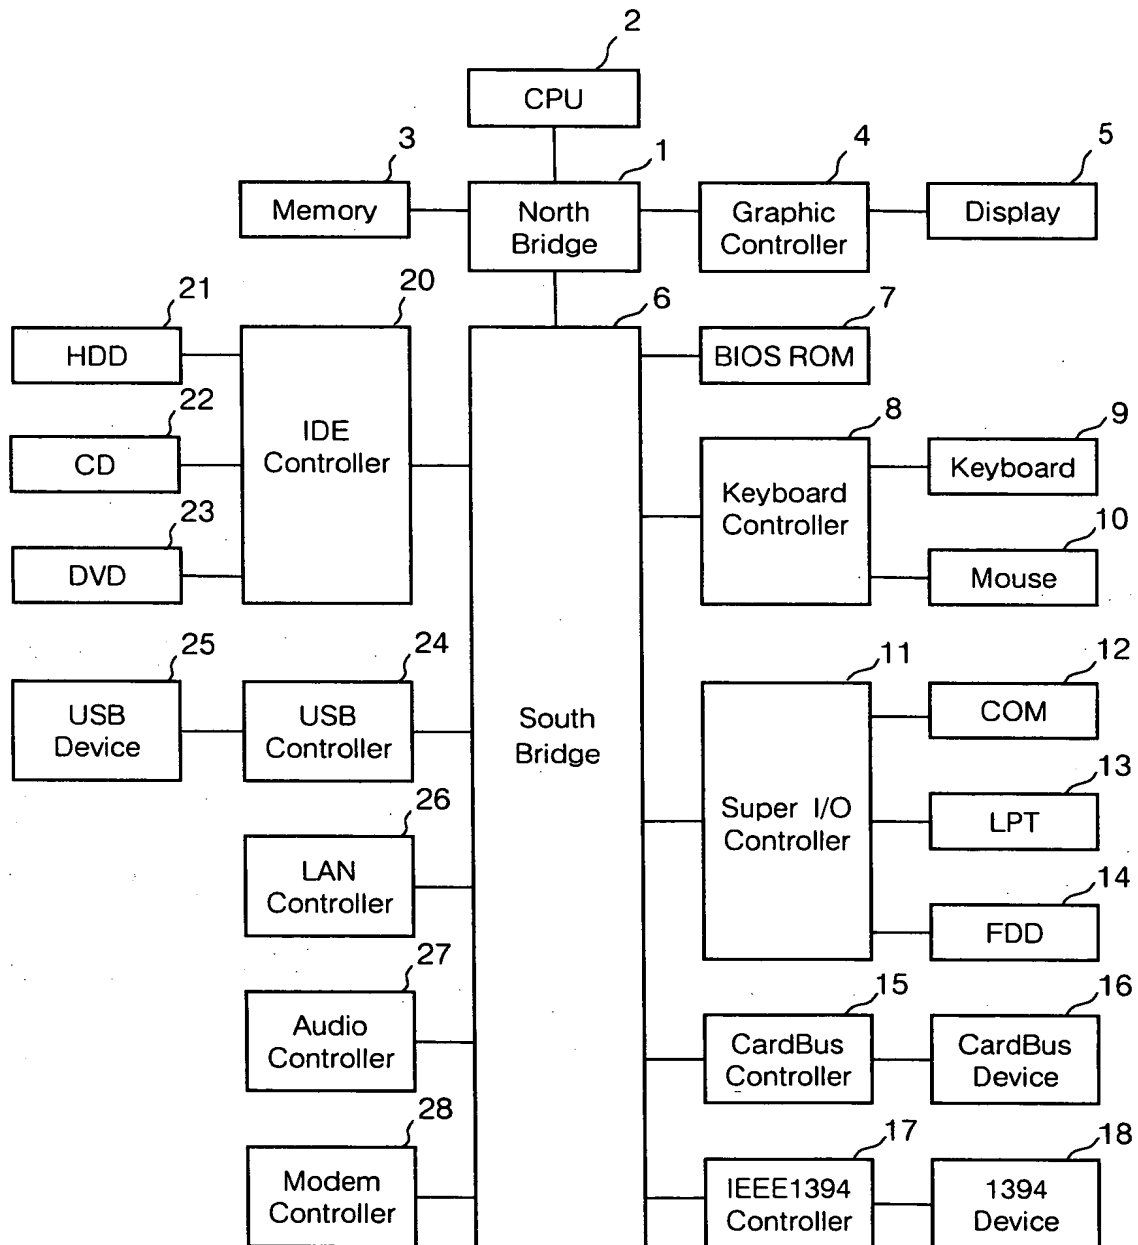 2
CPU
3
1
4
5
Memory
North
Bridge
Graphic
Controller
Display
21
20
6
7
HDD
BIOS ROM
22
8
9
IDE
Controller
CD
Keyboard
Keyboard
Controller
23
10
DVD
Mouse
25
24
11
12
USB
Device
USB
Controller
South
Bridge
COM
26
13
Super I/O
Controller
LPT
LAN
Controller
14
FDD
27
15
16
Audio
Controller
CardBus
Controller
CardBus
Device
28
17
18
Modem
Controller
IEEE1394
Controller
1394
Device